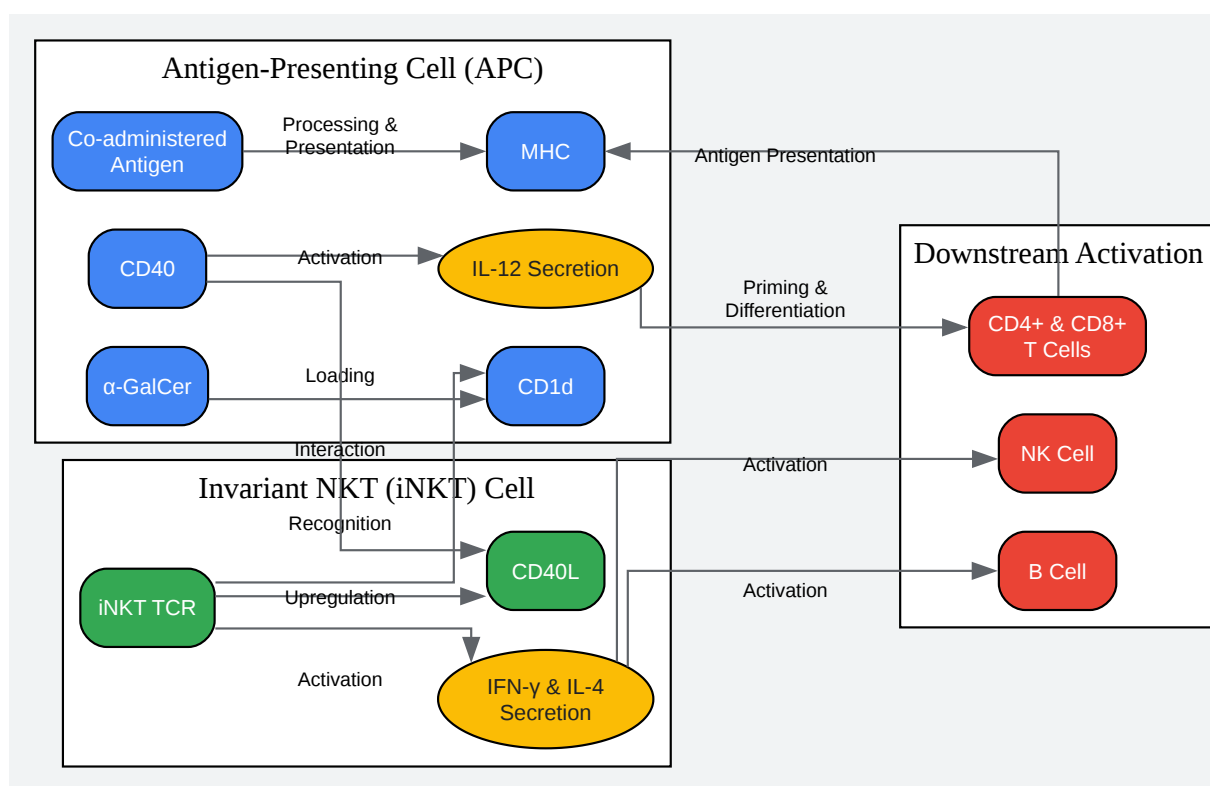 Antigen-Presenting Cell (APC)
Co-administered
Antigen
Processing &
Presentation
MHC
Antigen Presentation
CD40
Activation
IL-12 Secretion
Priming &
Differentiation
α-GalCer
Loading
CD1d
Interaction
Downstream Activation
CD4+ & CD8+
T Cells
NK Cell
B Cell
Activation
Activation
Invariant NKT (iNKT) Cell
Recognition
CD40L
iNKT TCR
Upregulation
Activation
IFN-γ & IL-4
Secretion